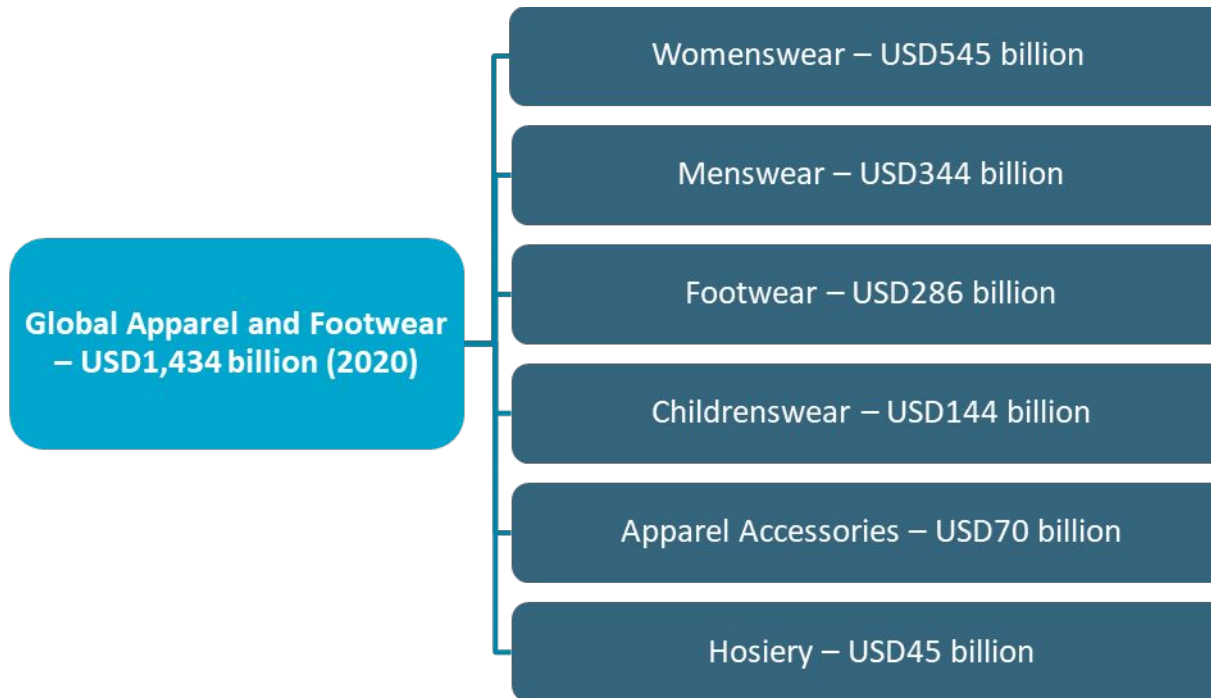 Womenswear – USD545 billion
Menswear – USD344 billion
Footwear – USD286 billion
Global Apparel and Footwear
– USD1,434 billion (2020)
Childrenswear – USD144 billion
Apparel Accessories – USD70 billion
Hosiery – USD45 billion